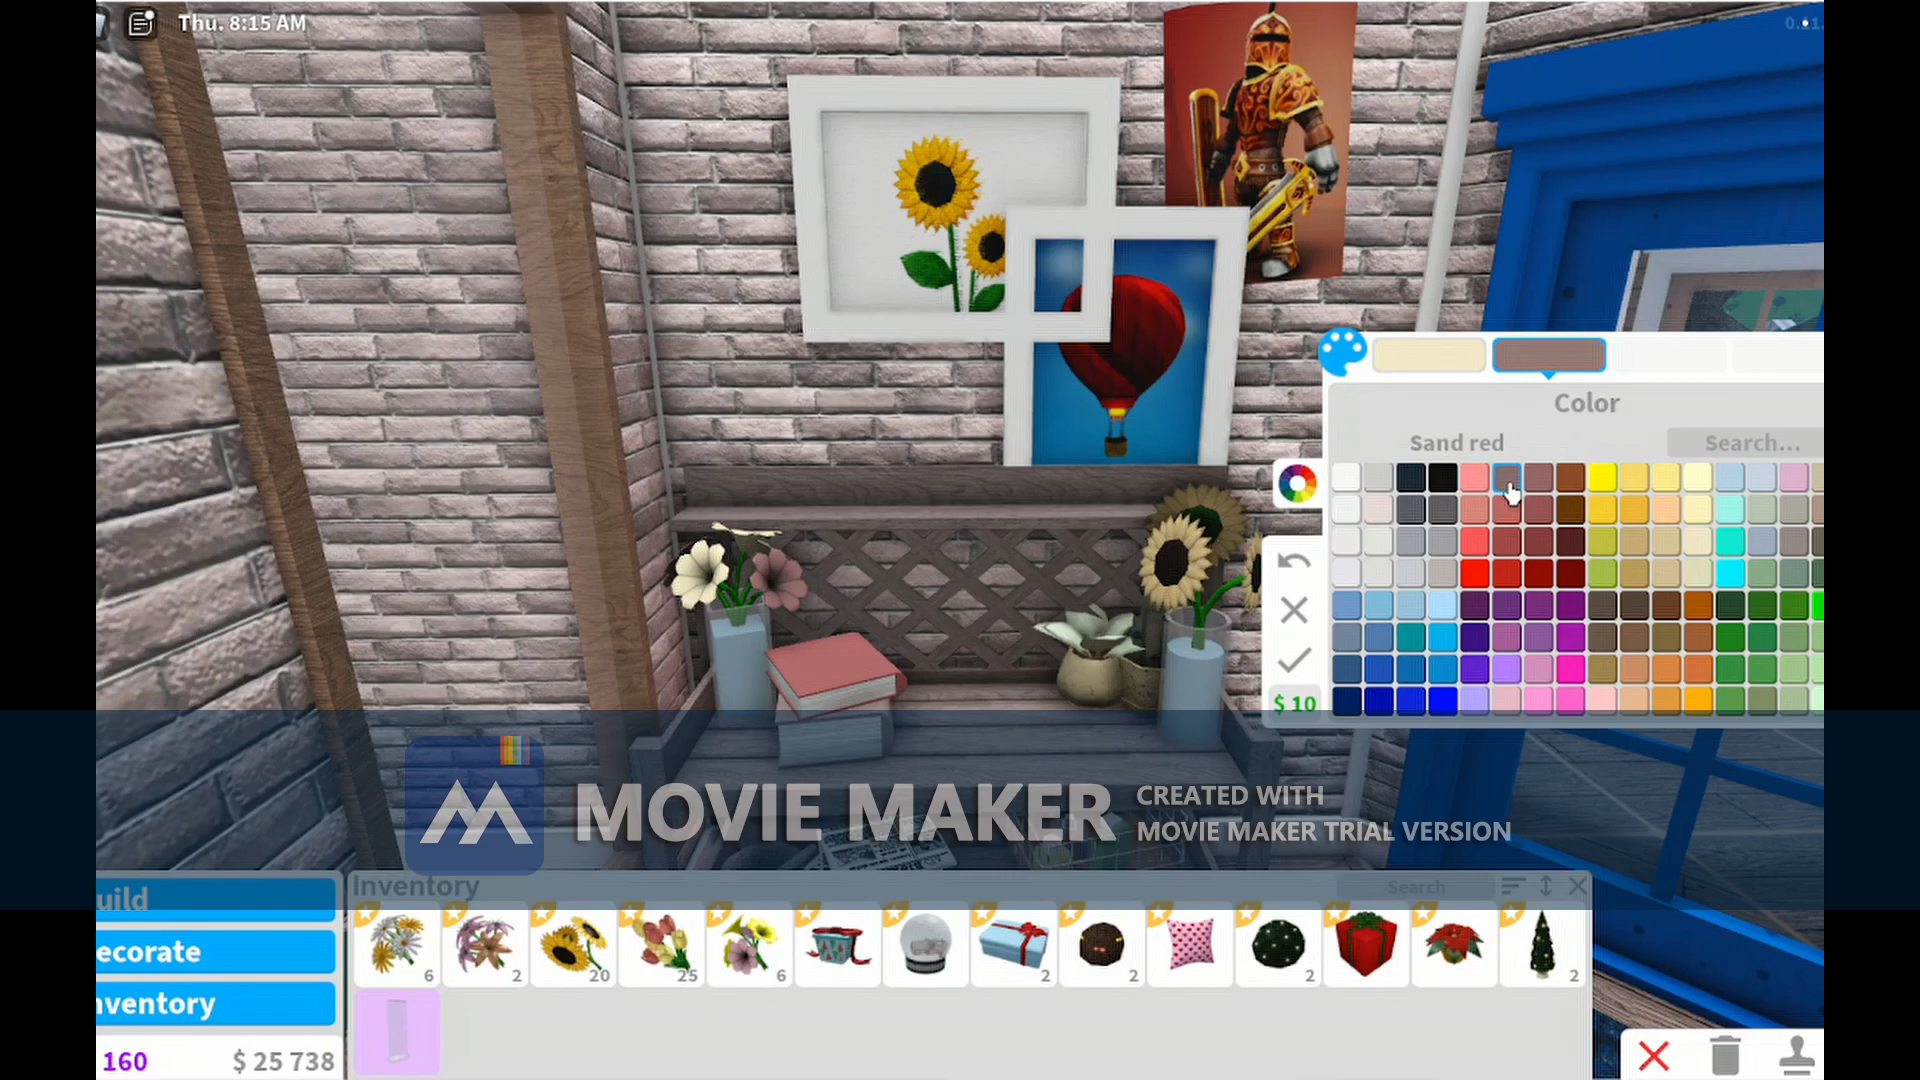 Thu. 8:15 AM
Color
Sand red
Search...
$ 10
MOVIE MAKER
CREATED WITH
MOVIE MAKER TRIAL VERSION
uild
ecorate
nventory
160
$ 25 738
Inventory
Search
6
2
20
25
6
2
2
2
2